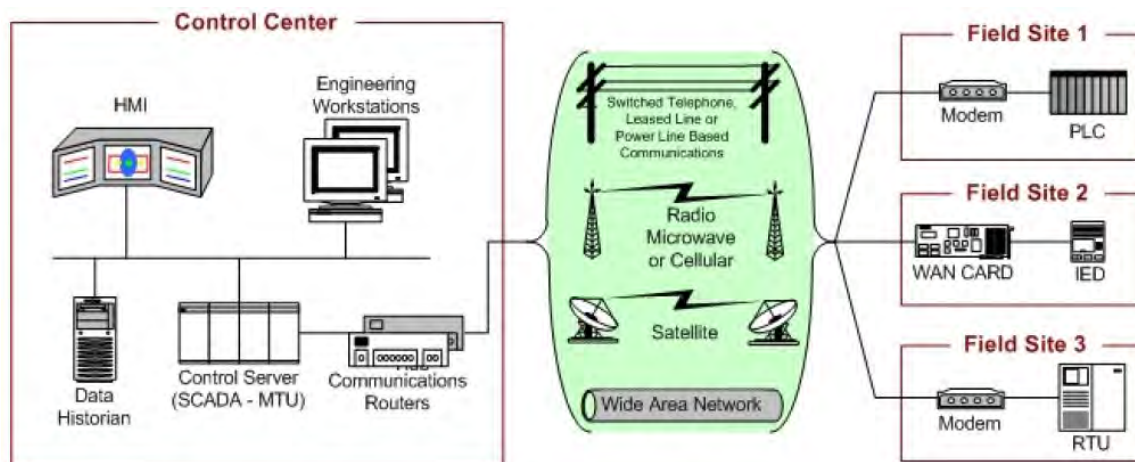 Control Center
HMI
Engineering
Workstations
Data
Historian
Control Server
(SCADA - MTU)
Communications
Routers
Switched Telephone,
Leased Line or
Power Line Based
Communications
Radio
Microwave
or Cellular
Satellite
Wide Area Network
Field Site 1
Modem
PLC
Field Site 2
WAN CARD
IED
Field Site 3
Modem
RTU